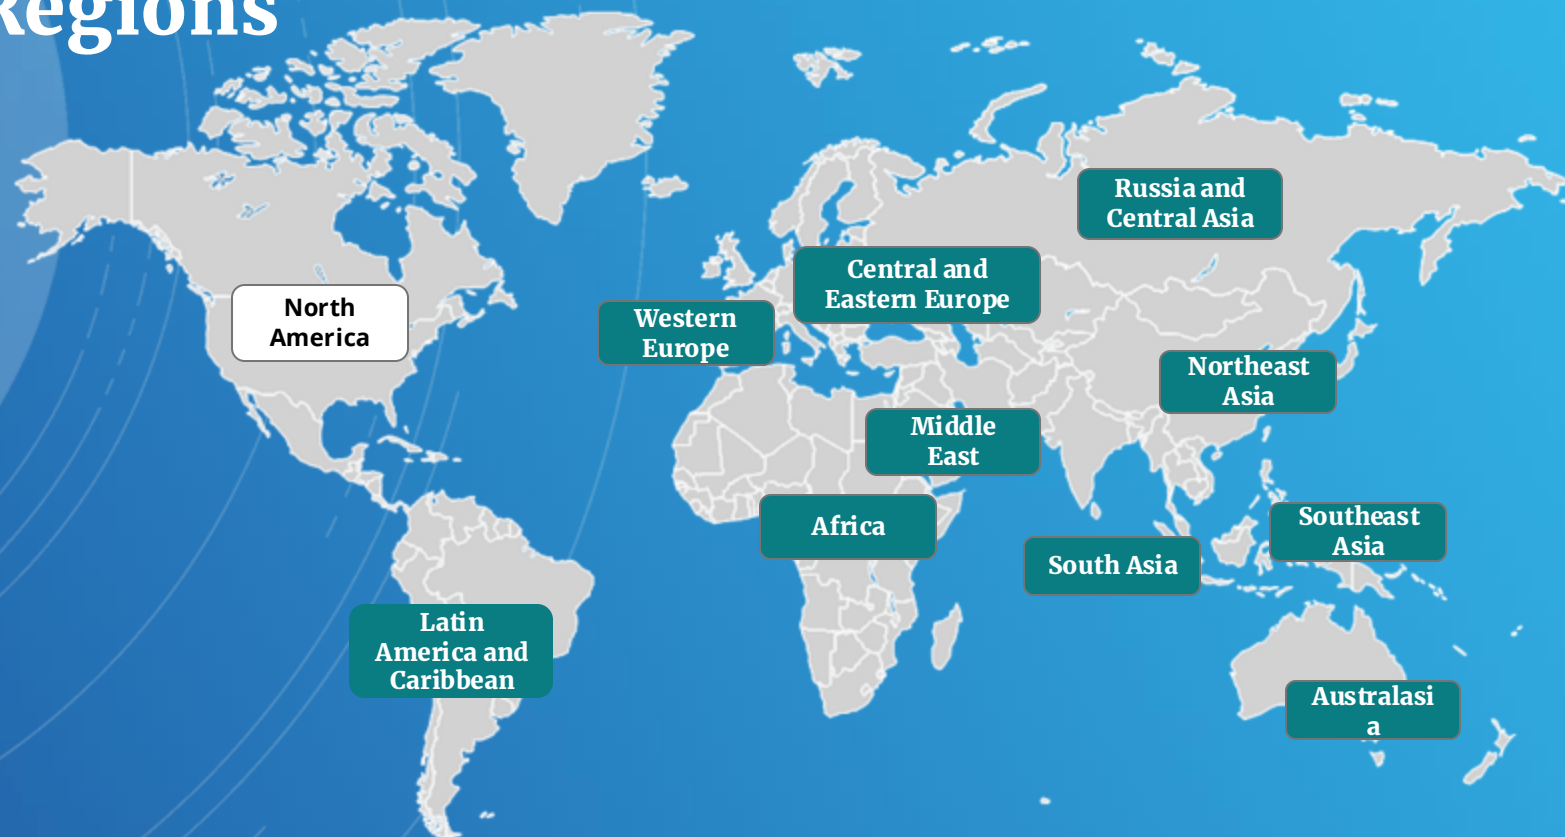 Regions
Russia and
Central Asia
Central and
Eastern Europe
North
America
Western
Europe
Northeast
Asia
Middle
East
Africa
Southeast
Asia
South Asia
Latin
America and
Caribbean
Australasi
a